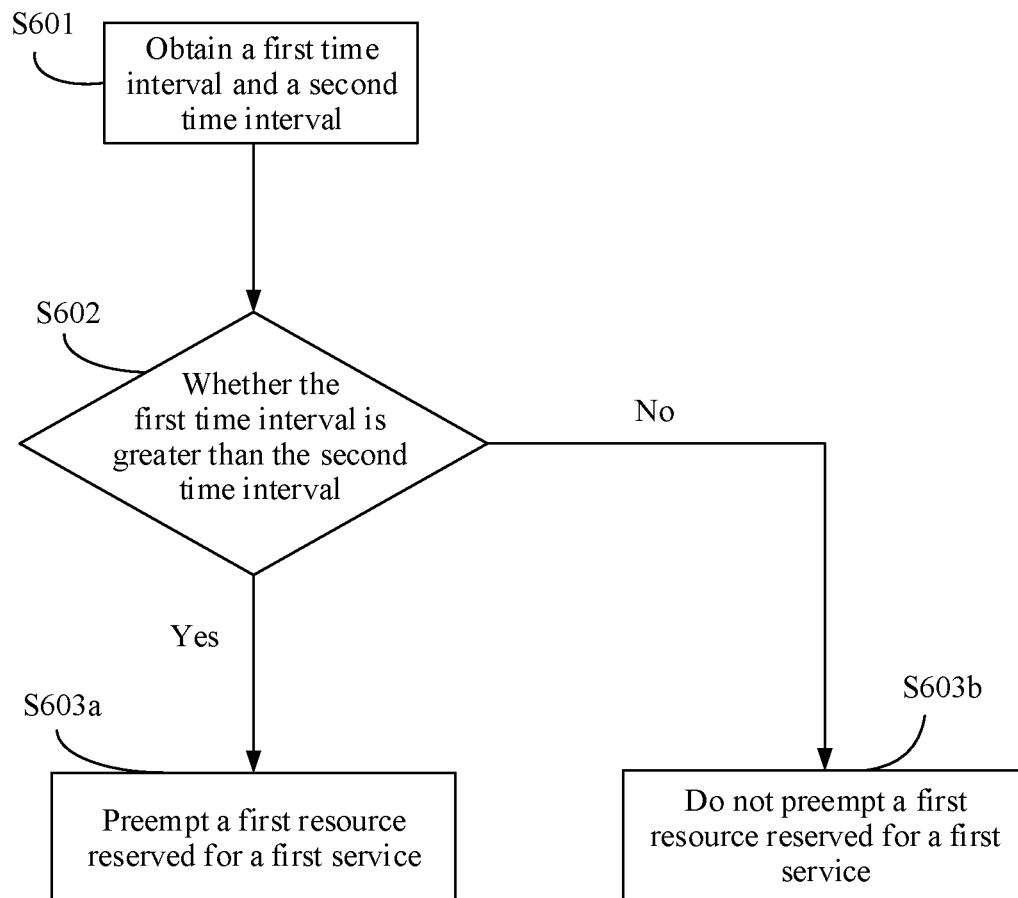 S601
Obtain a first time
interval and a second
time interval
S602
Whether the
first time interval is
greater than the second
time interval
No
Yes
S603a
S603b
Preempt a first resource
reserved for a first service
Do not preempt a first
resource reserved for a first
service